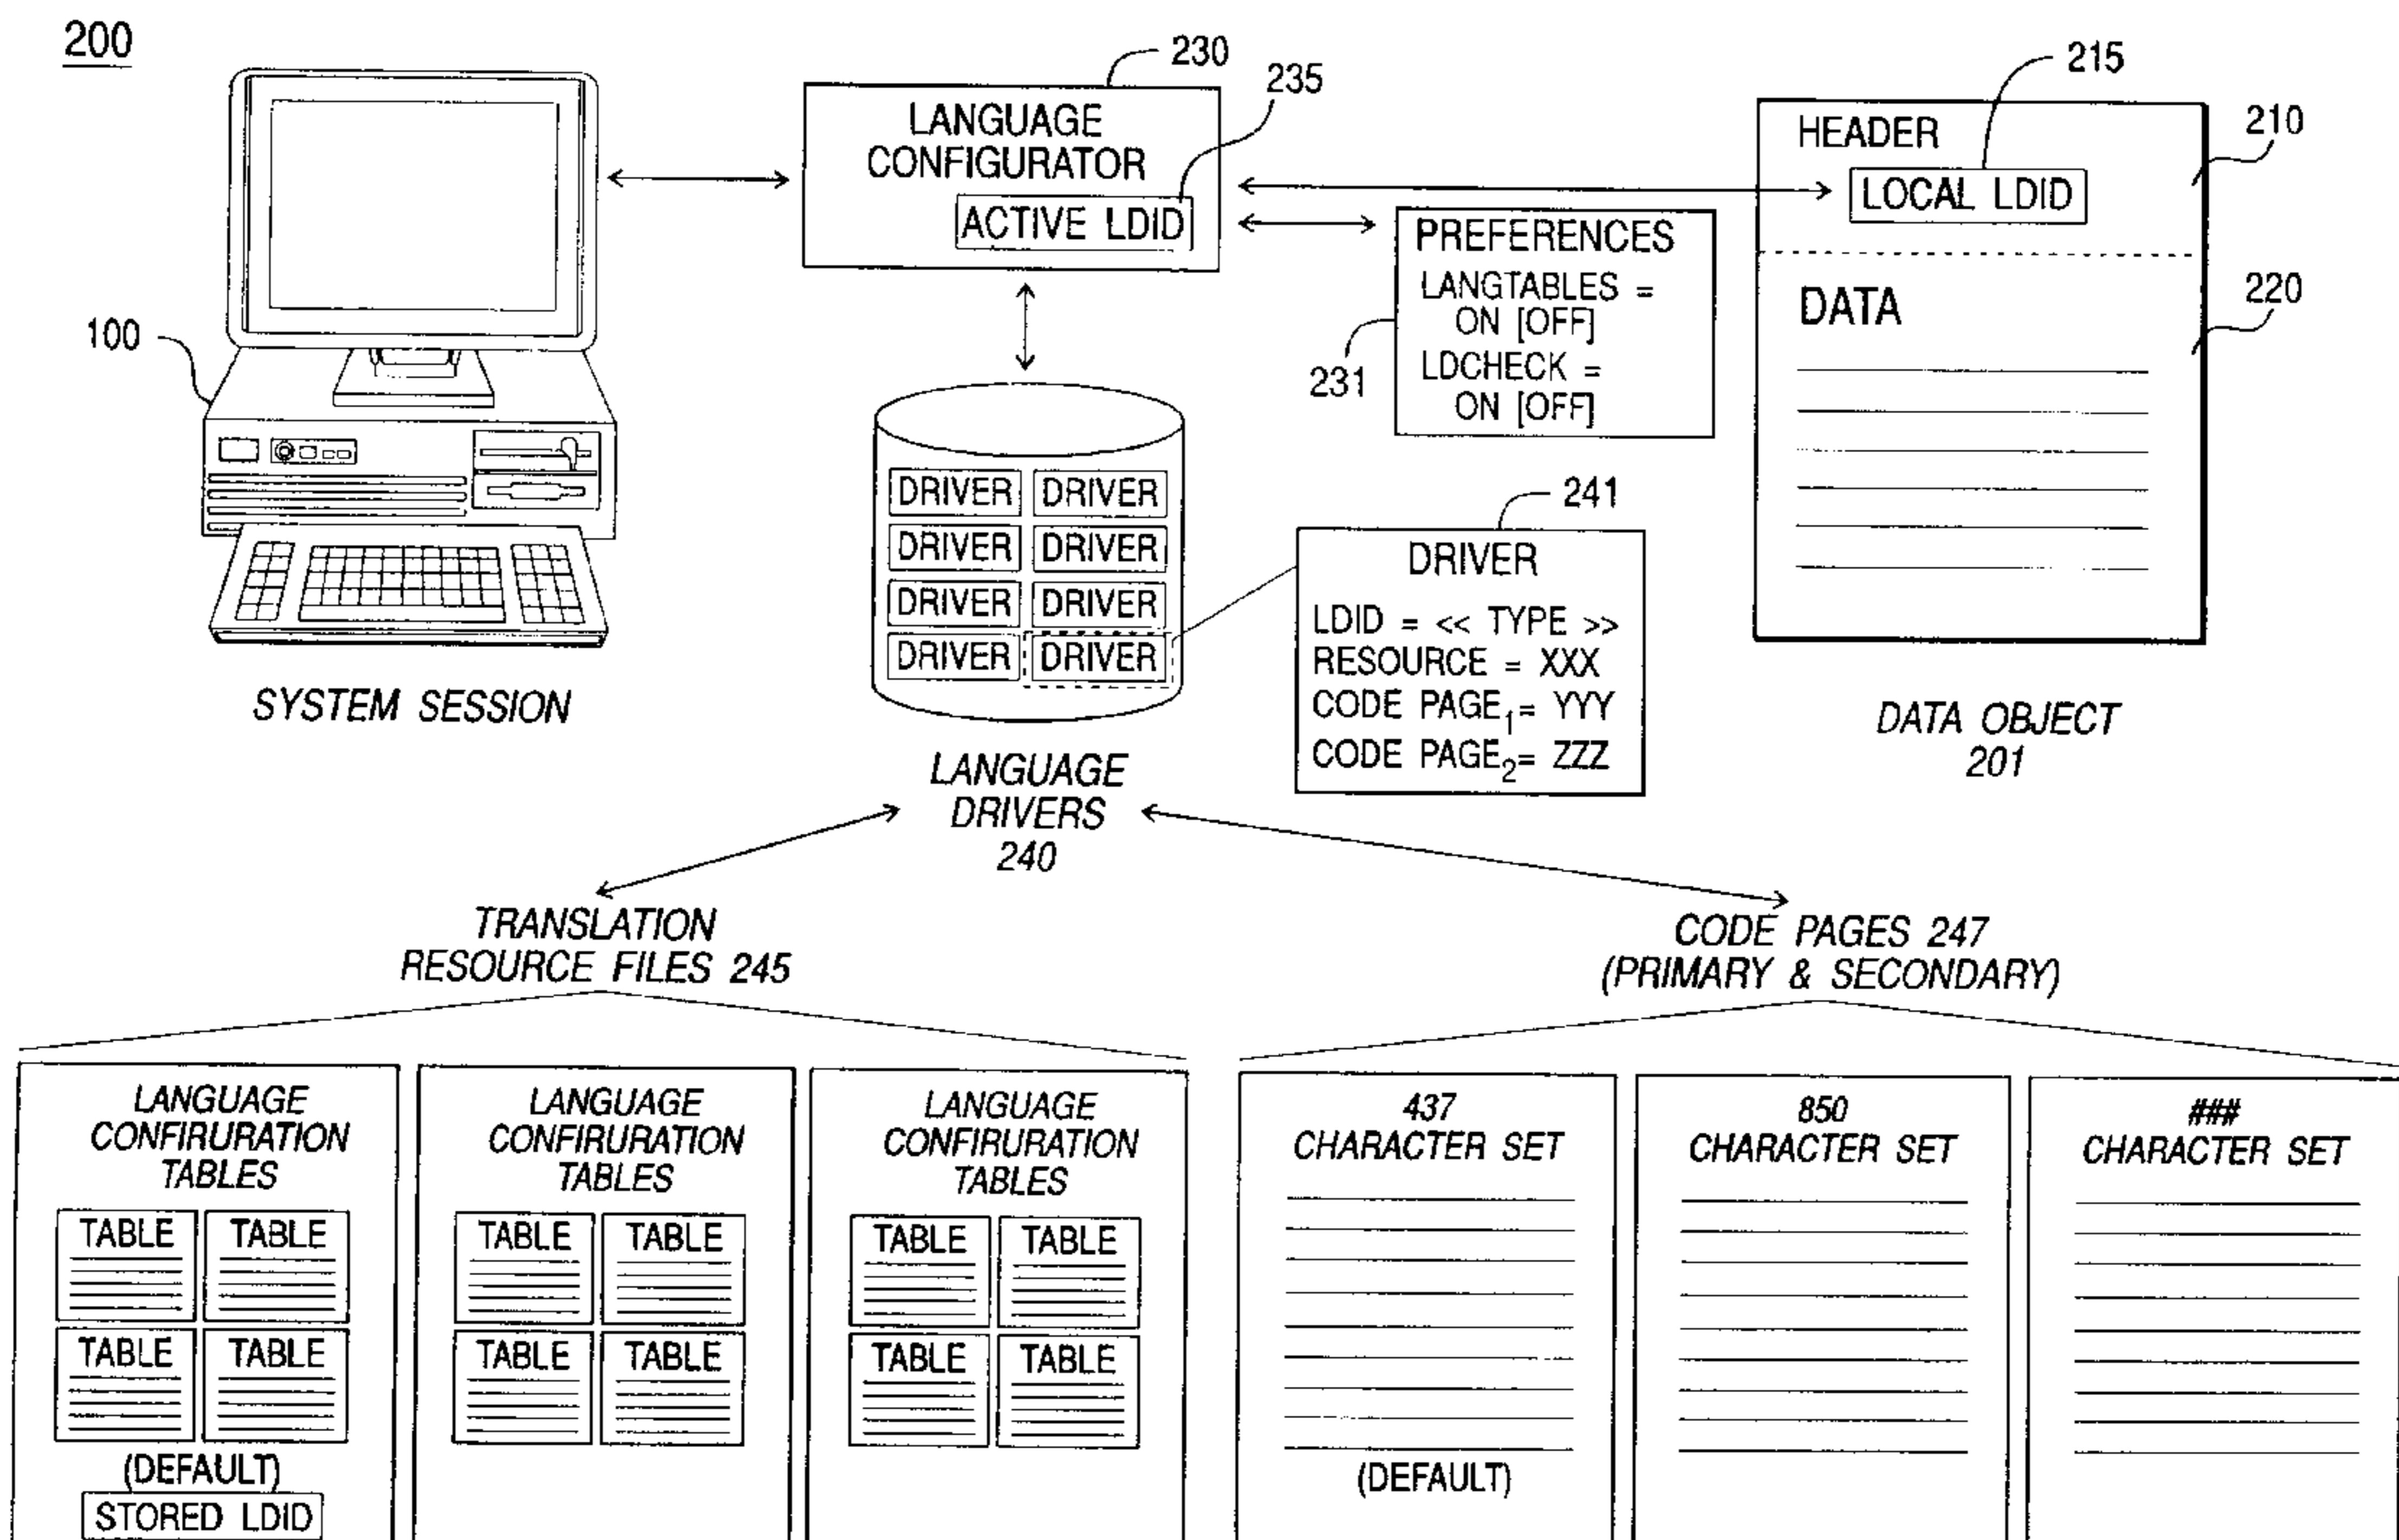 200
230
235
LANGUAGE
CONFIGURATOR
ACTIVE LDID
215
HEADER
LOCAL LDID
210
DATA
220
PREFERENCES
LANGTABLES =
ON [OFF]
LDCHECK =
ON [OFF]
231
100
SYSTEM SESSION
DRIVER DRIVER
DRIVER DRIVER
DRIVER DRIVER
DRIVER DRIVER
LANGUAGE
DRIVERS
240
241
DRIVER
LDID = << TYPE >>
RESOURCE = XXX
CODE PAGE1= YYY
CODE PAGE2= ZZZ
DATA OBJECT
201
TRANSLATION
RESOURCE FILES 245
CODE PAGES 247
(PRIMARY & SECONDARY)
LANGUAGE
CONFIRURATION
TABLES
TABLE TABLE
TABLE TABLE
(DEFAULT)
STORED LDID
LANGUAGE
CONFIRURATION
TABLES
TABLE TABLE
TABLE TABLE
LANGUAGE
CONFIRURATION
TABLES
TABLE TABLE
TABLE TABLE
437
CHARACTER SET
(DEFAULT)
850
CHARACTER SET
###
CHARACTER SET